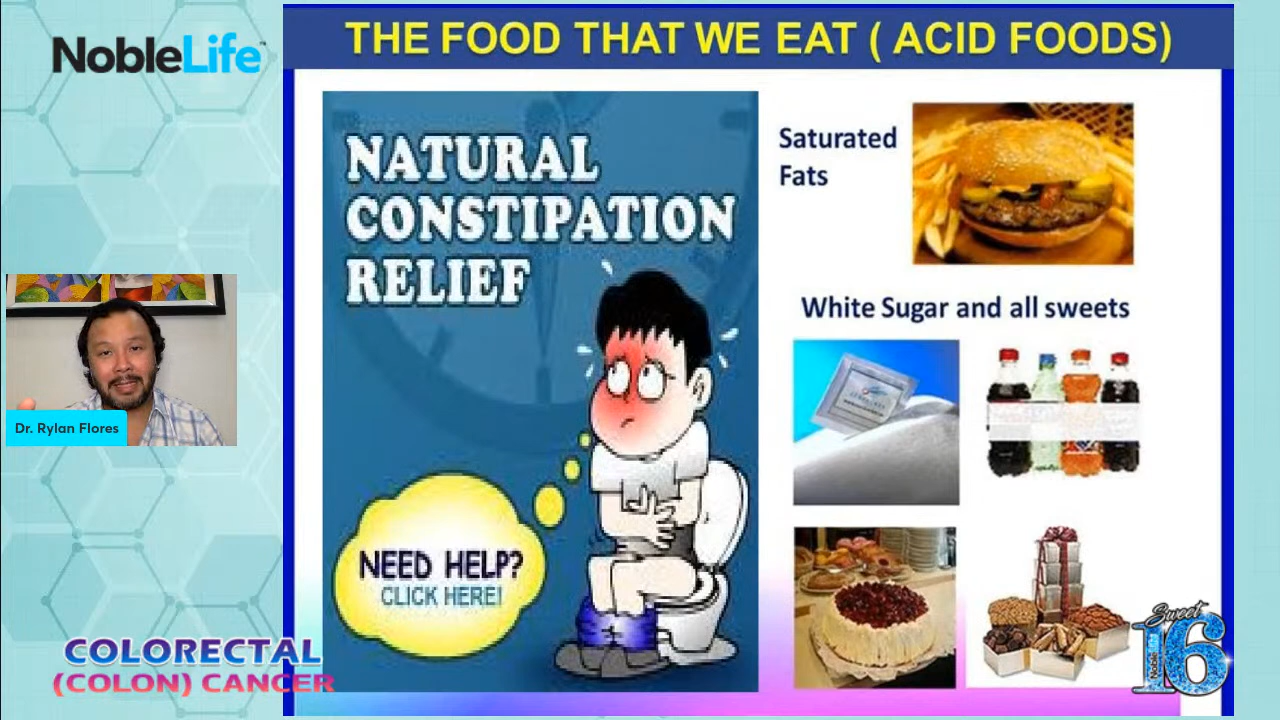 NobleLife
THE FOOD THAT WE EAT ( ACID FOODS)
NATURAL
CONSTIPATION
RELIEF
NEED HELP?
CLICK HERE!
Saturated
Fats
White Sugar and all sweets
Dr. Rylan Flores
COLORECTAL
(COLON) CANCER
Sweet
16
NobleLife